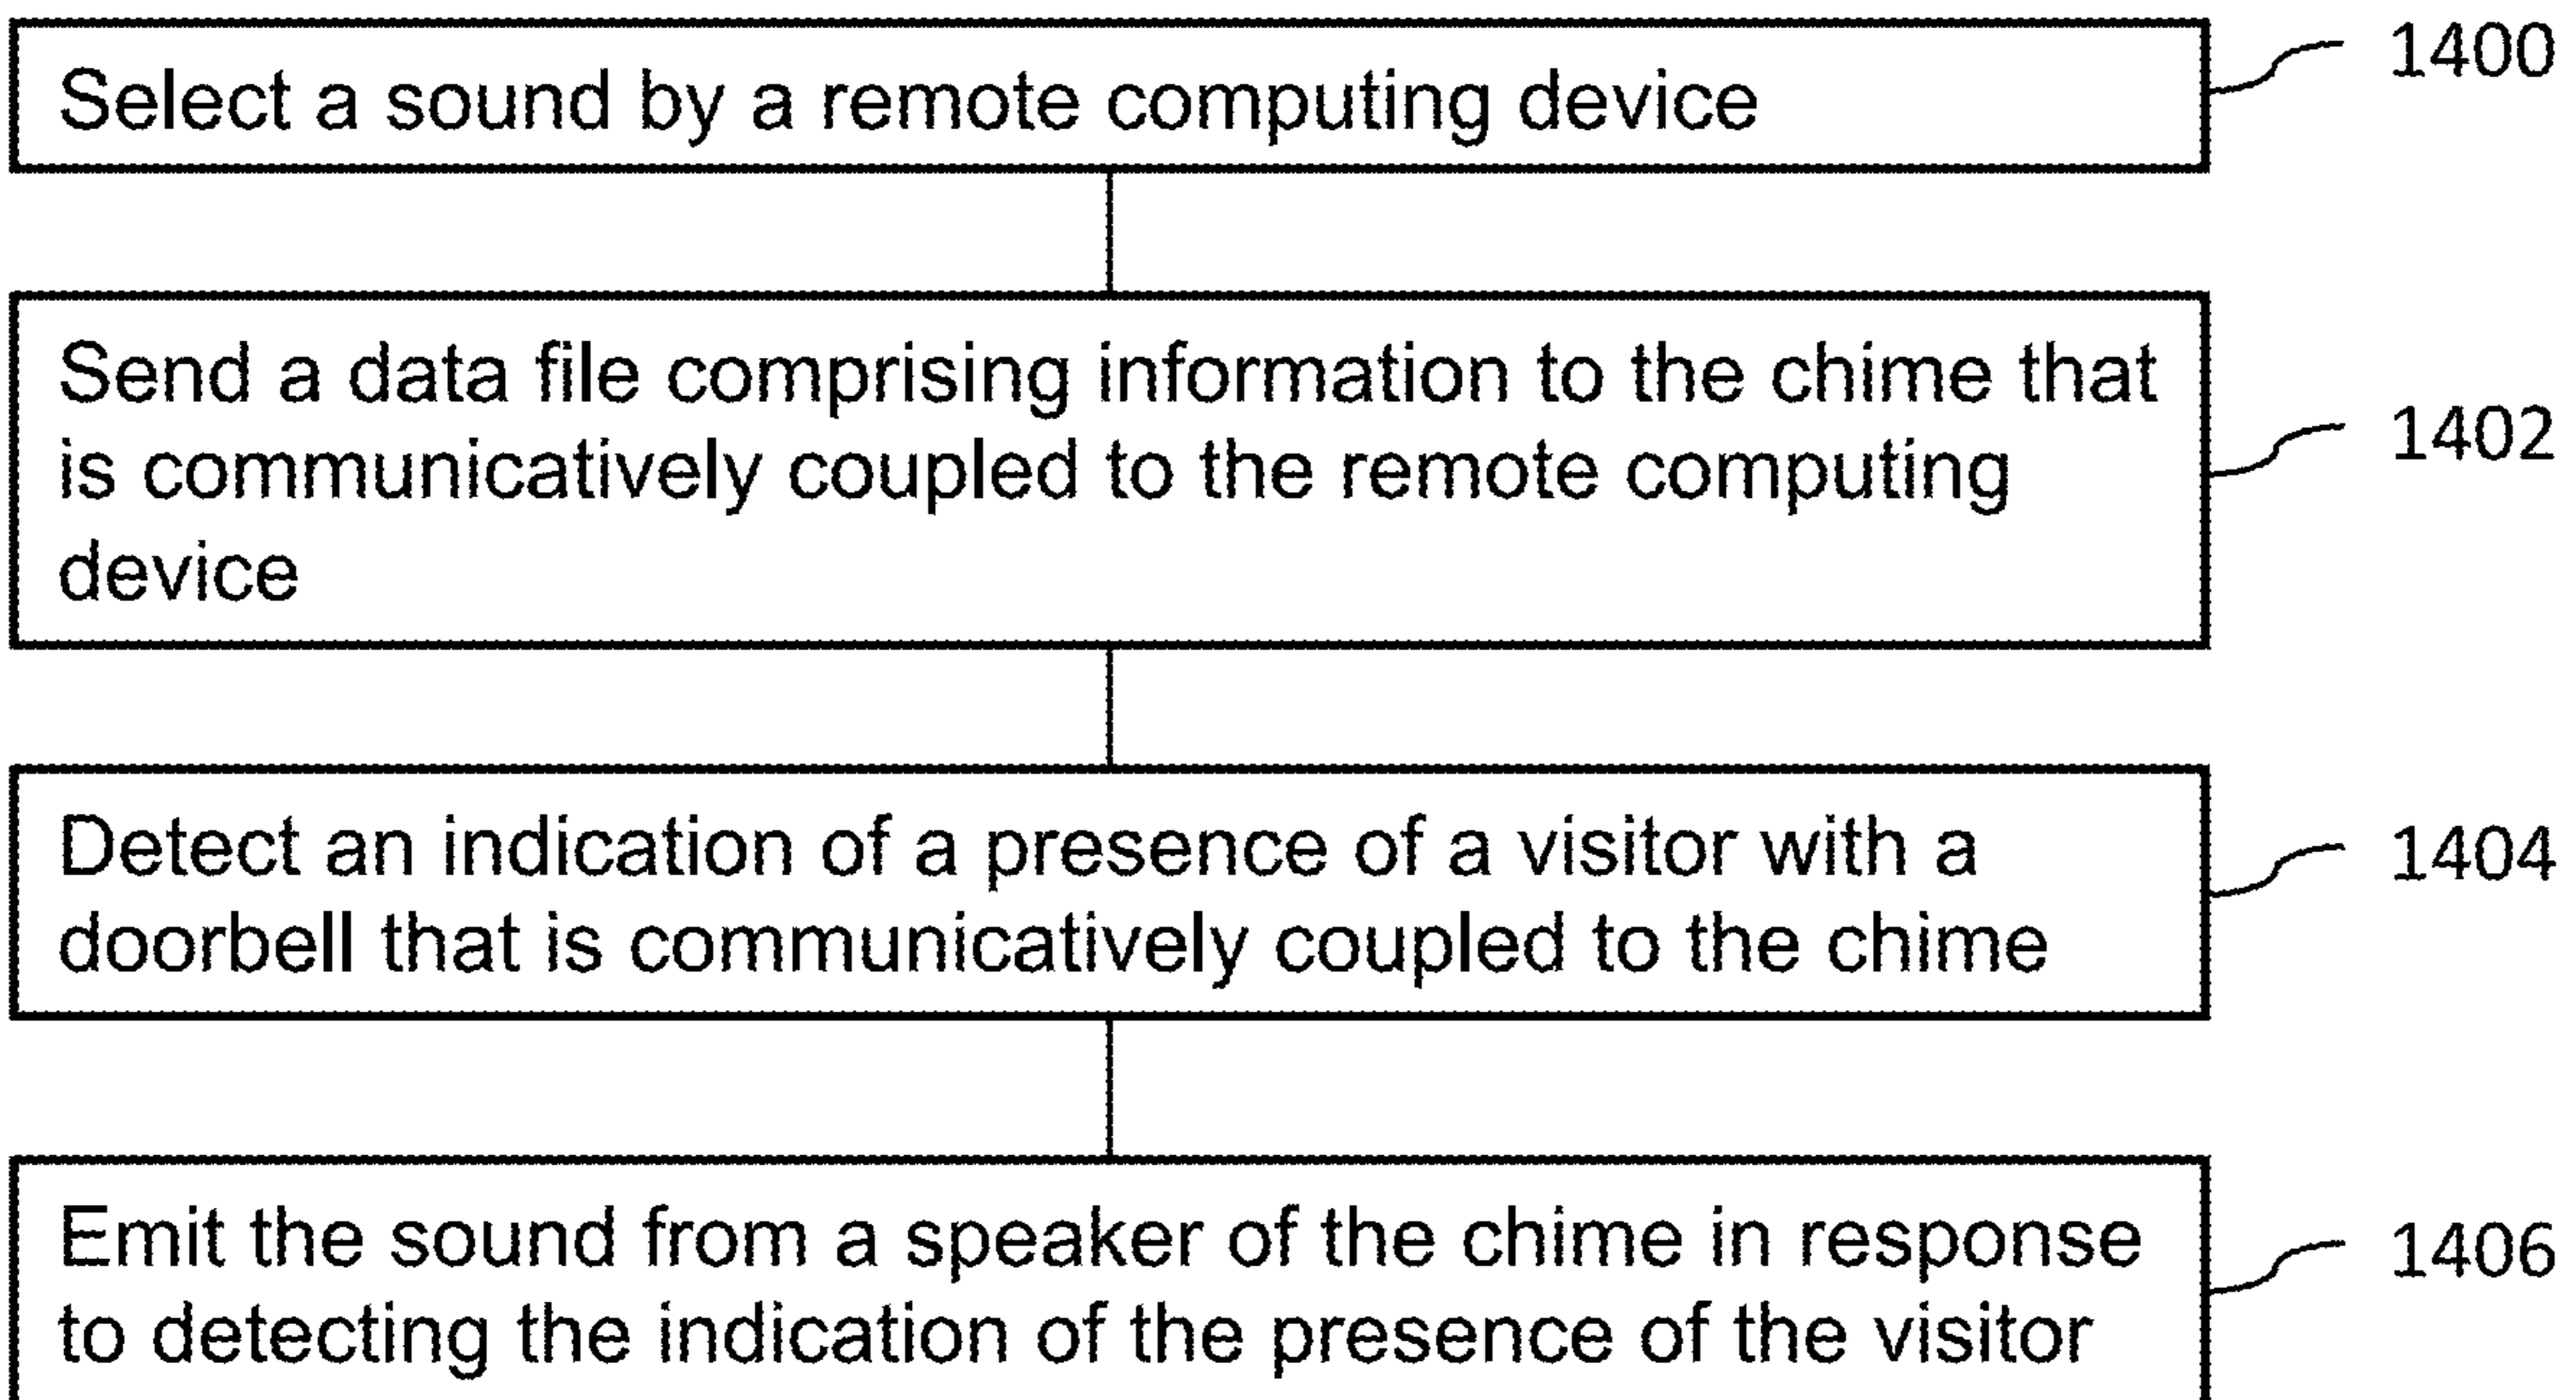 Select a sound by a remote computing device
1400
Send a data file comprising information to the chime that
is communicatively coupled to the remote computing
device
1402
Detect an indication of a presence of a visitor with a
doorbell that is communicatively coupled to the chime
1404
Emit the sound from a speaker of the chime in response
to detecting the indication of the presence of the visitor
1406